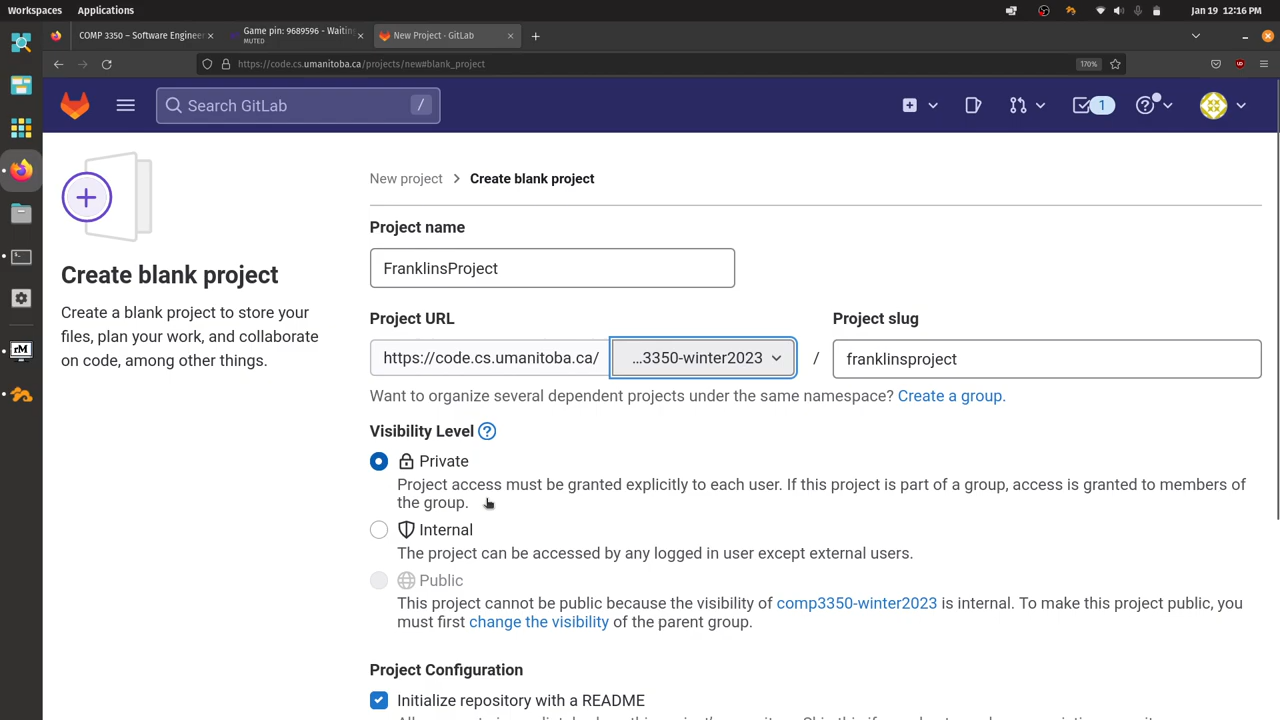 Workspaces Applications Jan 19 12:16 PM
COMP 3350 – Software Engineer × Game pin: 9689596 - Waitin × New Project · GitLab × +
MUTED
https://code.cs.umanitoba.ca/projects/new#blank_project 170%
Search GitLab / 1
New project > Create blank project
Project name
FranklinsProject
Create blank project
Create a blank project to store your
files, plan your work, and collaborate
on code, among other things.
Project URL Project slug
https://code.cs.umanitoba.ca/ ...3350-winter2023 / franklinsproject
Want to organize several dependent projects under the same namespace? Create a group.
Visibility Level ?
Private
Project access must be granted explicitly to each user. If this project is part of a group, access is granted to members of
the group.
Internal
The project can be accessed by any logged in user except external users.
Public
This project cannot be public because the visibility of comp3350-winter2023 is internal. To make this project public, you
must first change the visibility of the parent group.
Project Configuration
Initialize repository with a README
rM